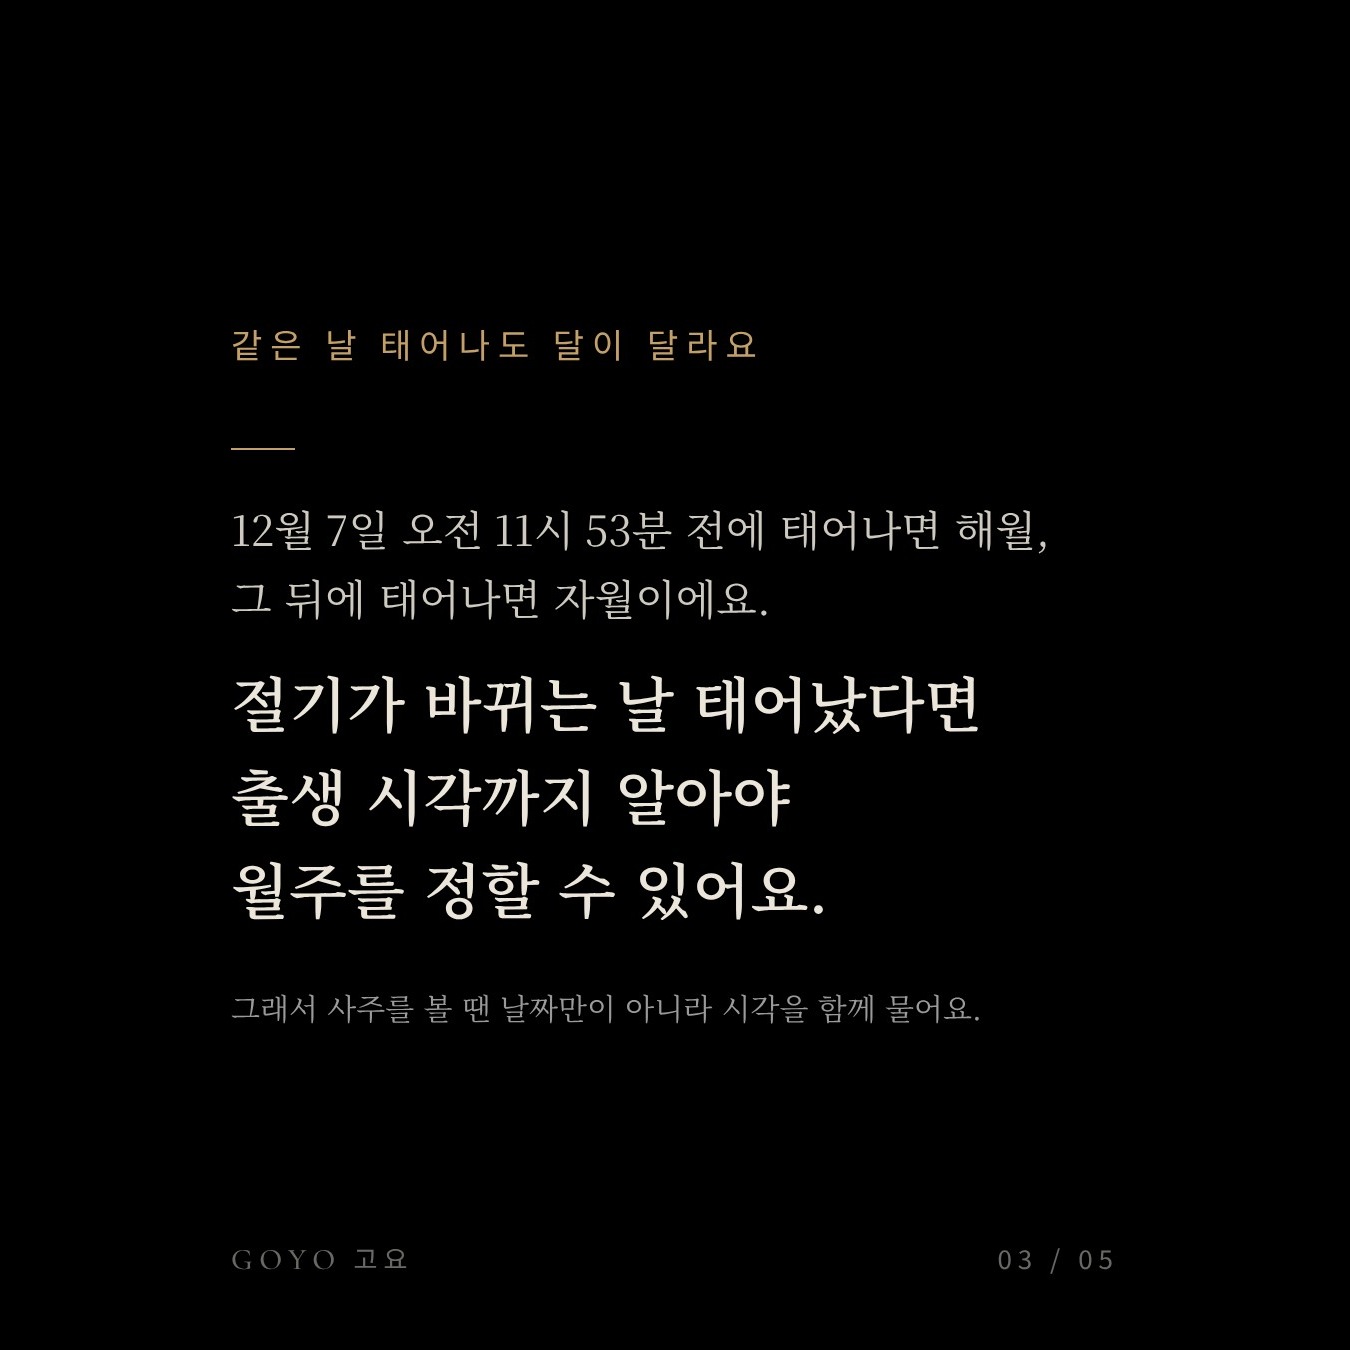 같은 날 태어나도 달이 달라요
12월 7일 오전 11시 53분 전에 태어나면 해월,
그 뒤에 태어나면 자월이에요.
절기가 바뀌는 날 태어났다면
출생 시각까지 알아야
월주를 정할 수 있어요.
그래서 사주를 볼 땐 날짜만이 아니라 시각을 함께 물어요.
GOYO 고요
03 / 05